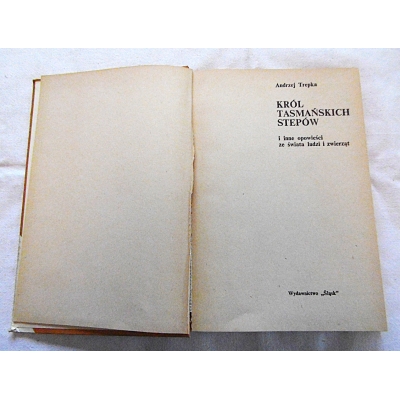 Andrzej Trepka
KRÓL
TASMAŃSKICH
STEPÓW
i inne opowieści
ze świata ludzi i zwierząt
Wydawnictwo „Śląsk”